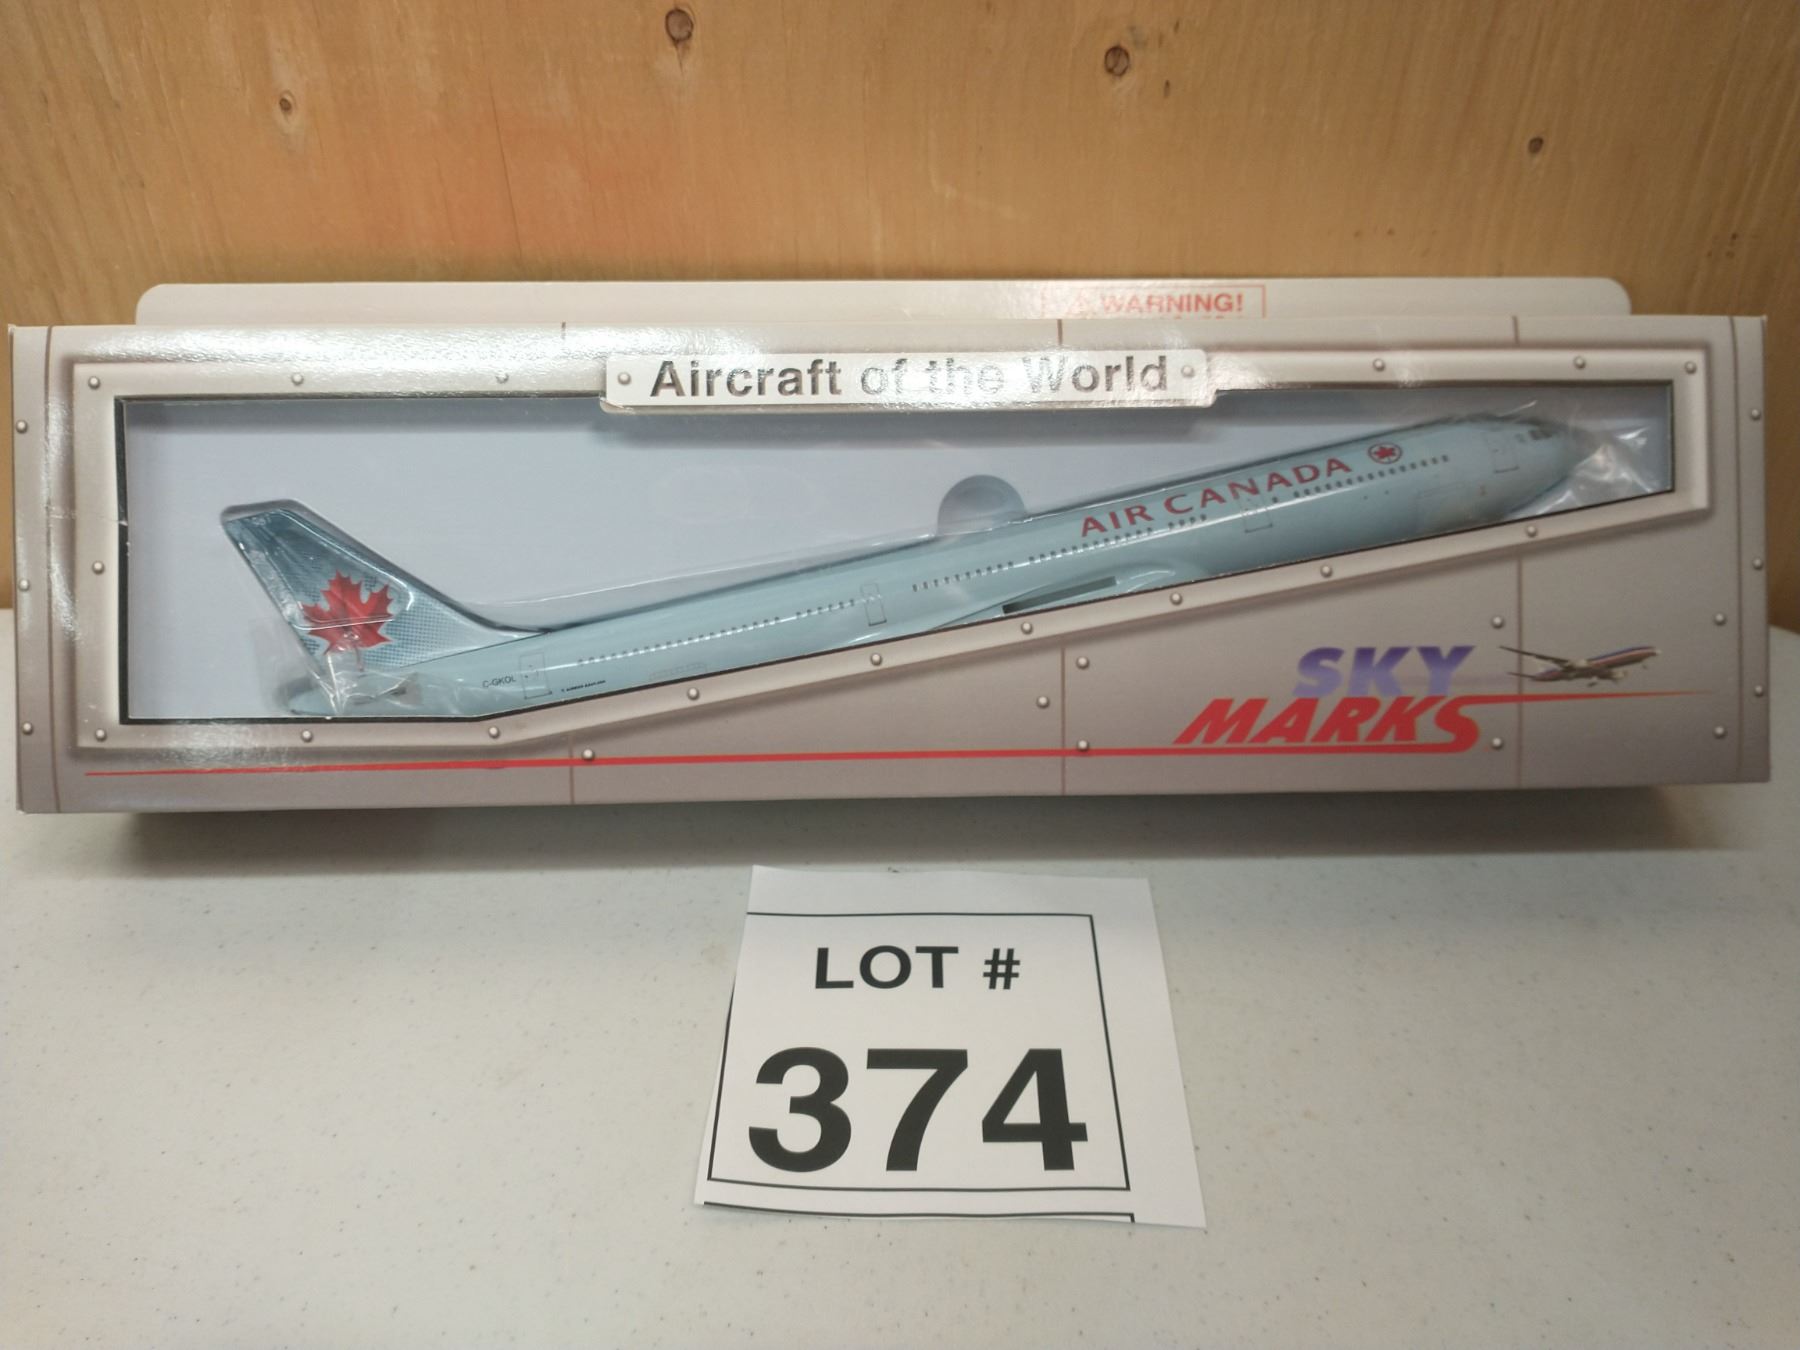 WARNING!
Aircraft of the World
AIR CANADA
C-GKOL
SKY
MARKS
LOT #
374